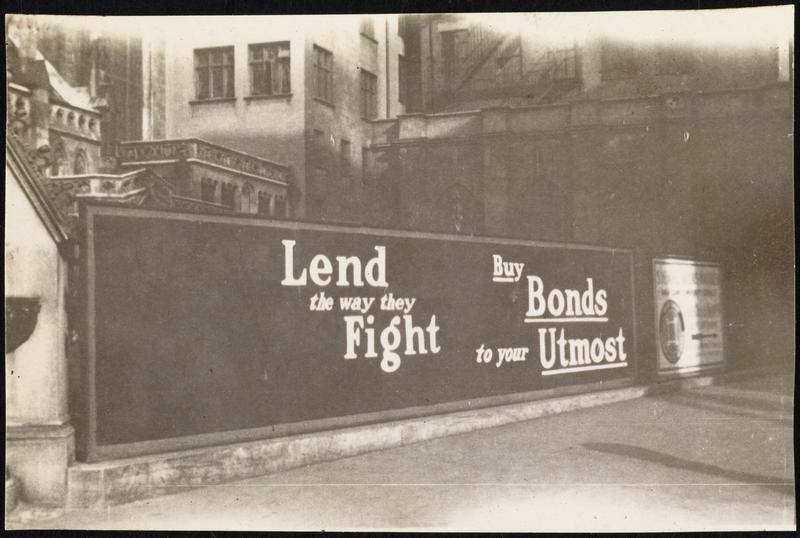 Lend
the way they
Fight
Buy
Bonds
to your Utmost